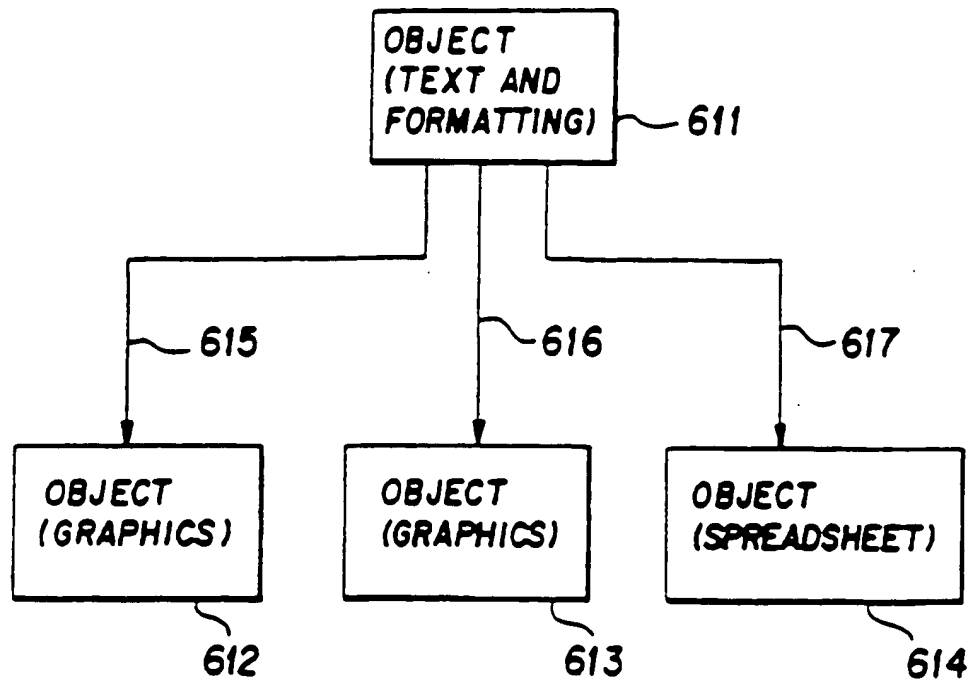 OBJECT
(TEXT AND
FORMATTING)
611
615
616
617
OBJECT
(GRAPHICS)
OBJECT
(GRAPHICS)
OBJECT
(SPREADSHEET)
612
613
614